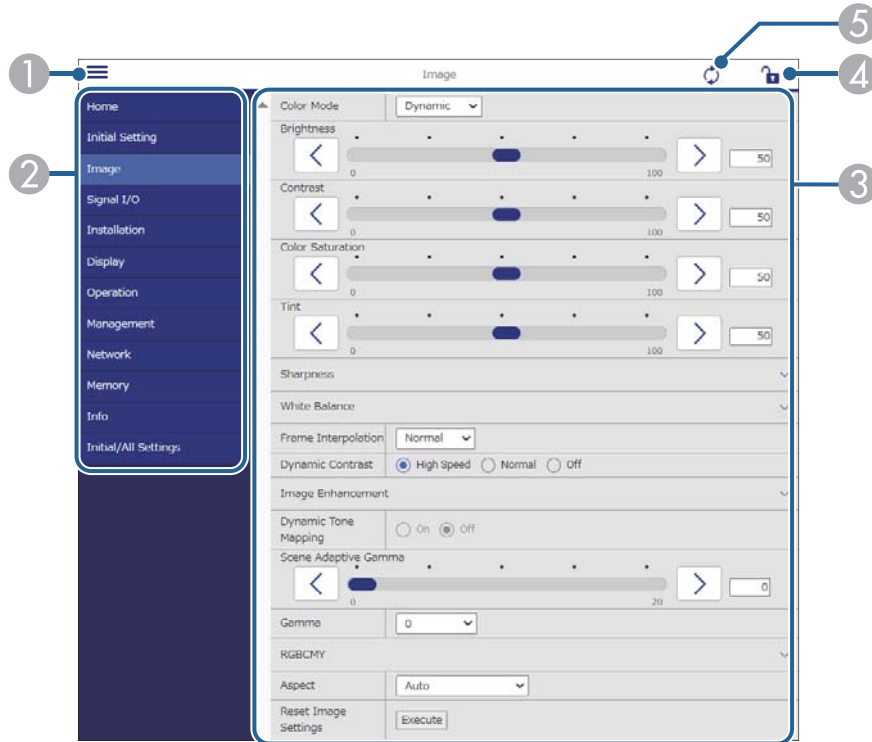 5
1
Image
4
Home
Color Mode
Dynamic
Initial Setting
Brightness
2
Image
0
100
50
3
Signal I/O
Contrast
0
100
50
Installation
Color Saturation
Display
0
100
50
Operation
Tint
Management
0
100
50
Network
Sharpness
Memory
White Balance
Info
Frame Interpolation
Normal
Initial/All Settings
Dynamic Contrast
High Speed
Normal
Off
Image Enhancement
Dynamic Tone
Mapping
On
Off
Scene Adaptive Gamma
0
20
0
Gamma
0
RGBCMY
Aspect
Auto
Reset Image
Settings
Execute